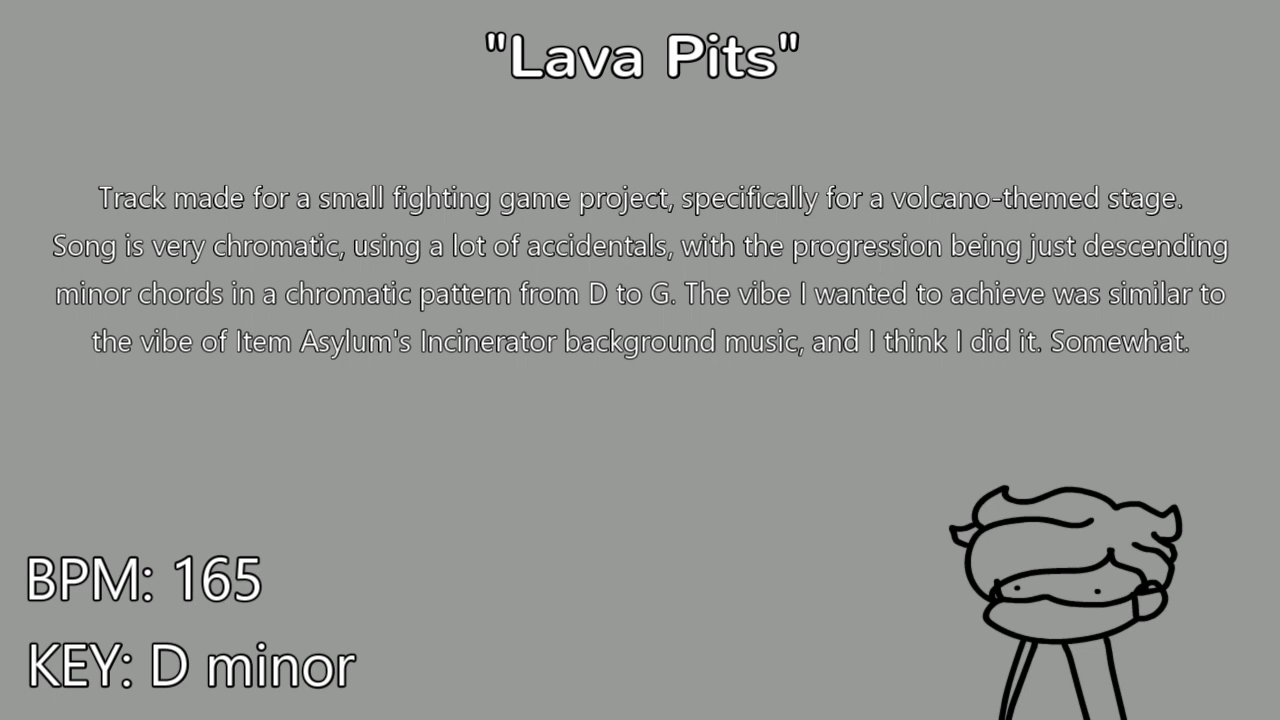 "Lava Pits"
Track made for a small fighting game project, specifically for a volcano-themed stage.
Song is very chromatic, using a lot of accidentals, with the progression being just descending
minor chords in a chromatic pattern from D to G. The vibe I wanted to achieve was similar to
the vibe of Item Asylum's Incinerator background music, and I think I did it. Somewhat.
BPM: 165
KEY: D minor